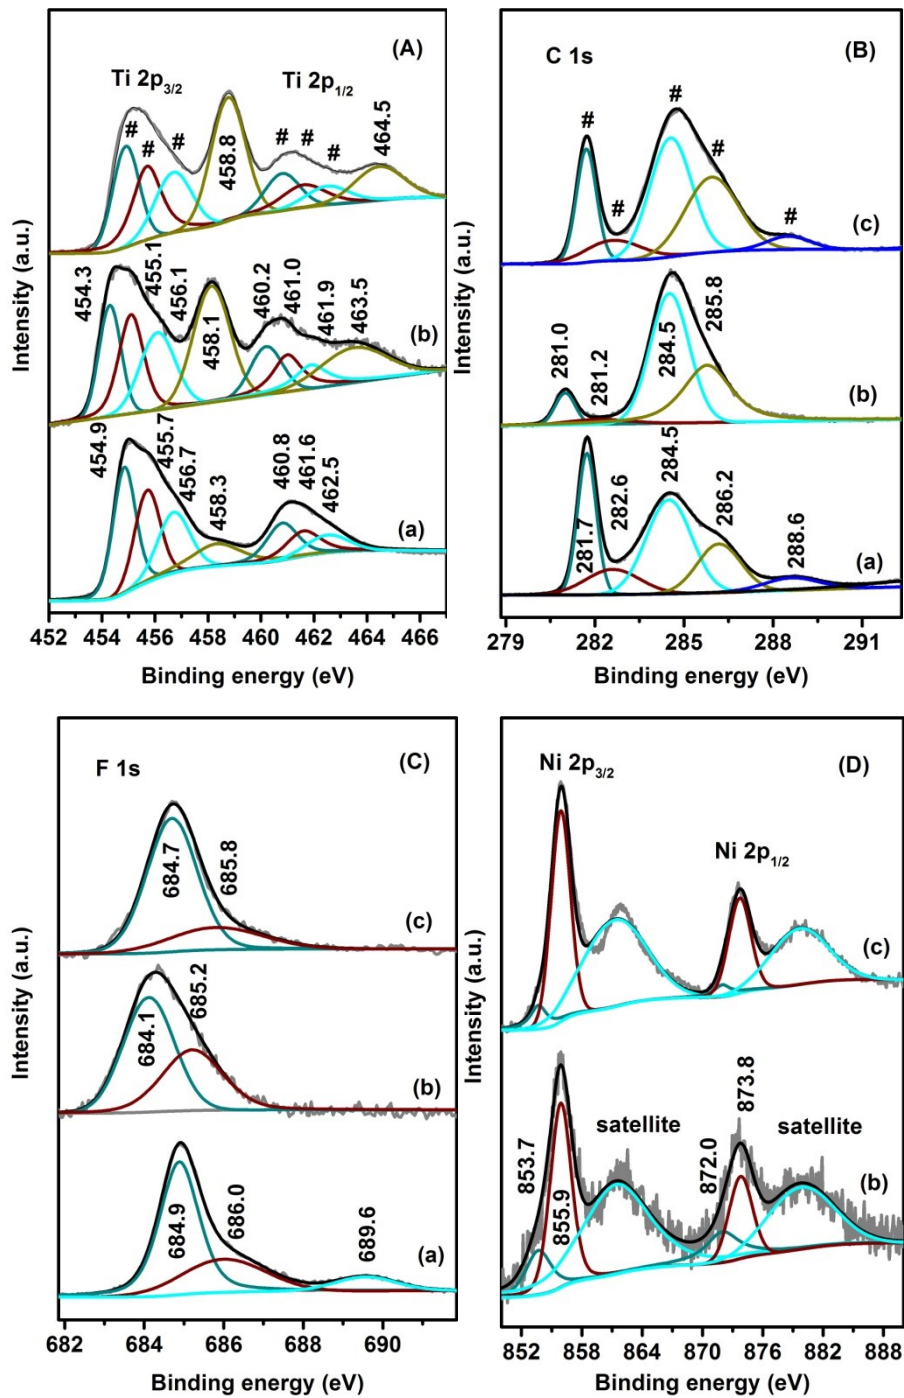 (A)
Ti 2p3/2
Ti 2p1/2
# # # # # #
458.8
464.5
454.3
455.1
456.1
458.1
460.2
461.0
461.9
463.5
(b)
454.9
455.7
456.7
458.3
460.8
461.6
462.5
(a)
Intensity (a.u.)
452 454 456 458 460 462 464 466
Binding energy (eV)
(B)
C 1s
# # # # #
(c)
281.0
281.2
284.5
285.8
(b)
281.7
282.6
284.5
286.2
288.6
(a)
Intensity (a.u.)
279 282 285 288 291
Binding energy (eV)
(C)
F 1s
684.7
685.8
(c)
684.1
685.2
(b)
684.9
686.0
689.6
(a)
Intensity (a.u.)
682 684 686 688 690
Binding energy (eV)
(D)
Ni 2p3/2
Ni 2p1/2
(c)
853.7
855.9
satellite
872.0
873.8
satellite
(b)
Intensity (a.u.)
852 858 864 870 876 882 888
Binding energy (eV)